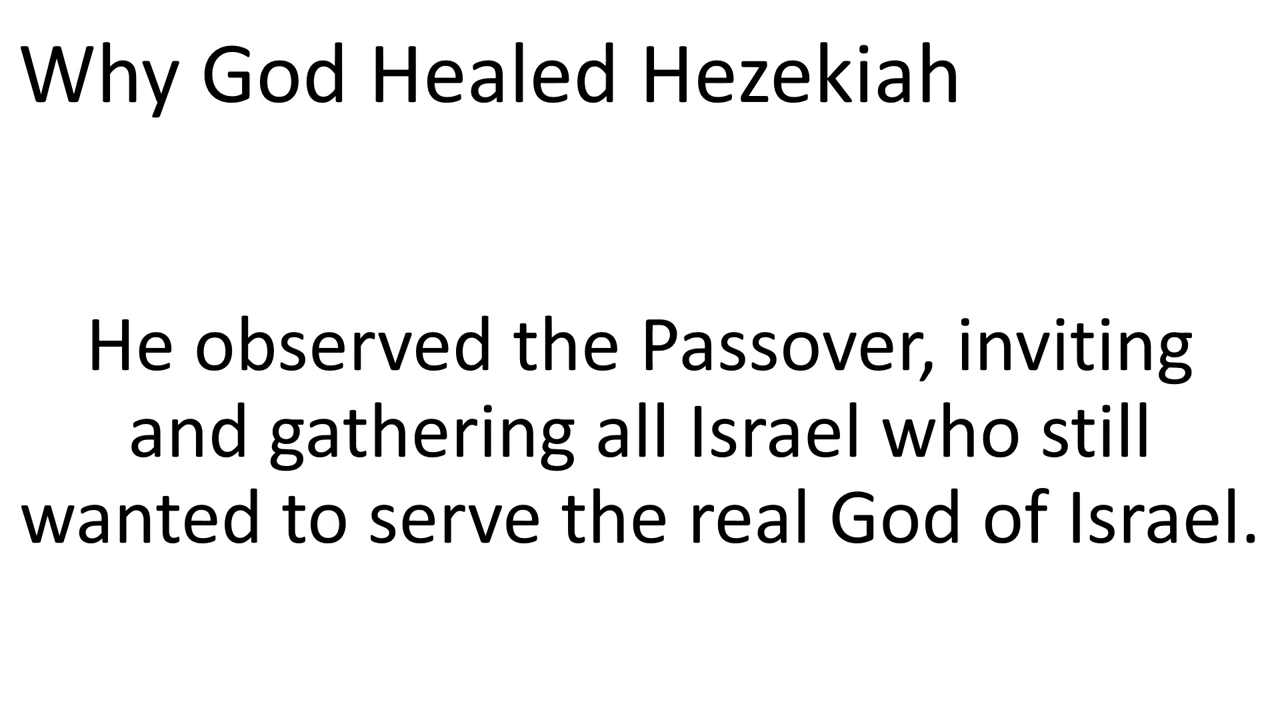 Why God Healed Hezekiah
He observed the Passover, inviting
and gathering all Israel who still
wanted to serve the real God of Israel.